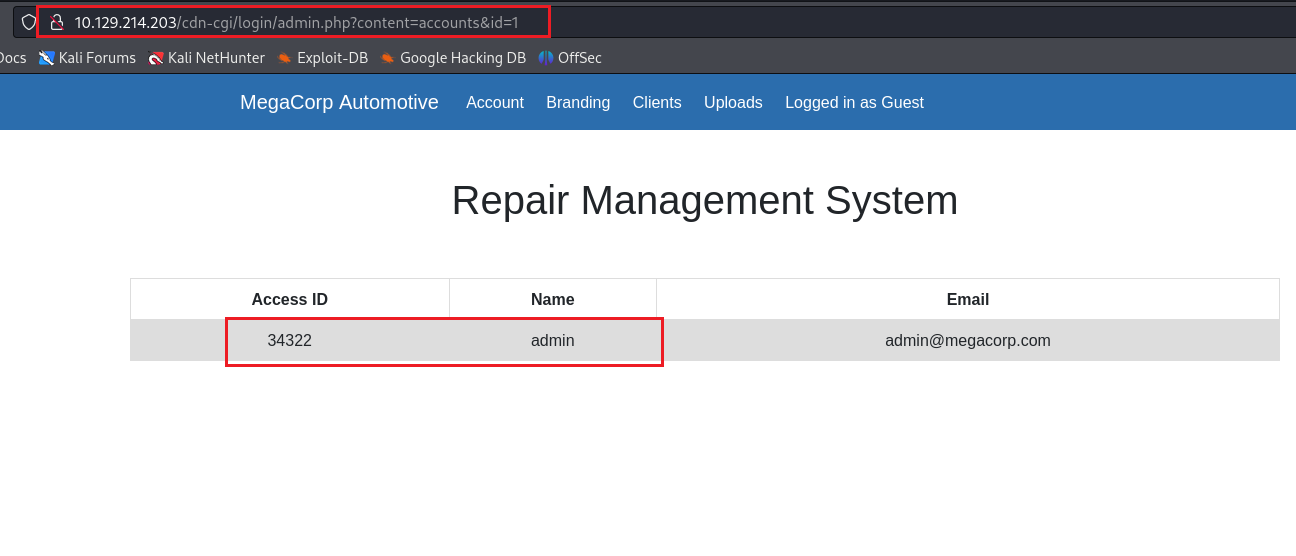 10.129.214.203/cdn-cgi/login/admin.php?content=accounts&id=1
Docs Kali Forums Kali NetHunter Exploit-DB Google Hacking DB OffSec
MegaCorp Automotive Account Branding Clients Uploads Logged in as Guest
Repair Management System
Access ID Name Email
34322 admin admin@megacorp.com